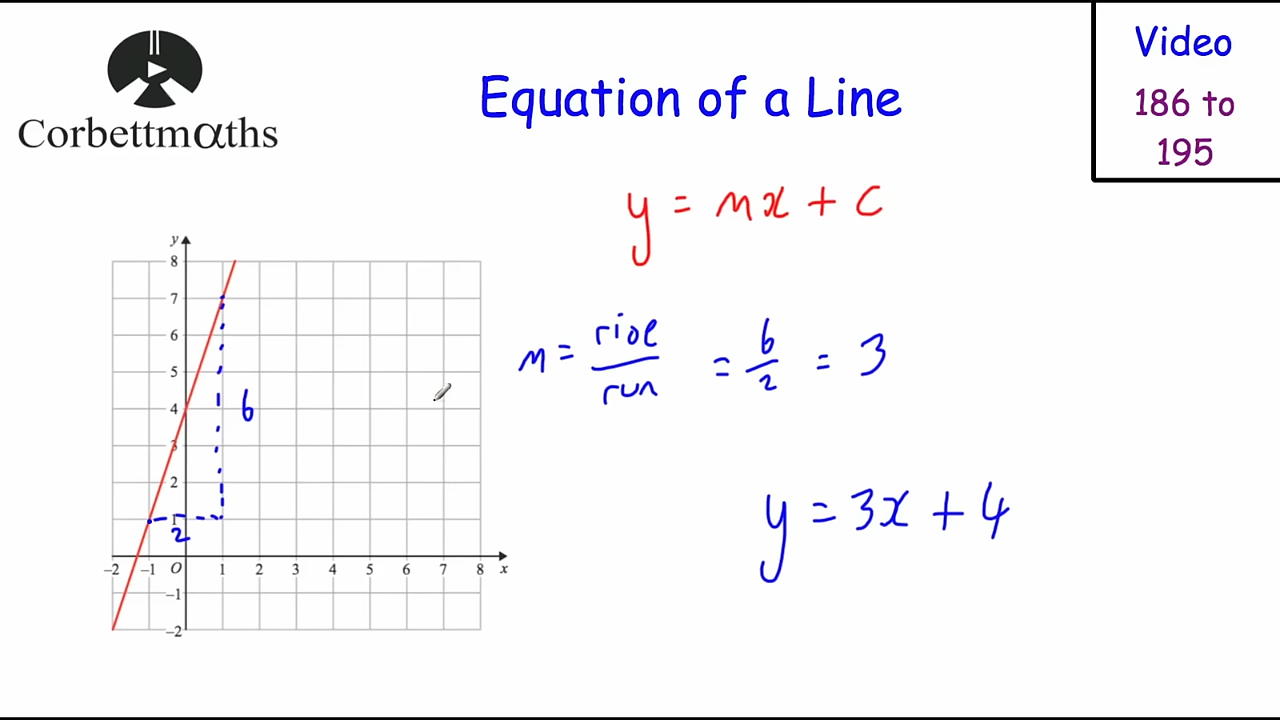 Corbettmαths
Equation of a Line
Video
186 to
195
y = mx + c
m = rise/run = 6/2 = 3
y = 3x + 4
y
8
7
6
5
4
3
2
1
6
2
-2 -1 O 1 2 3 4 5 6 7 8 x
-1
-2